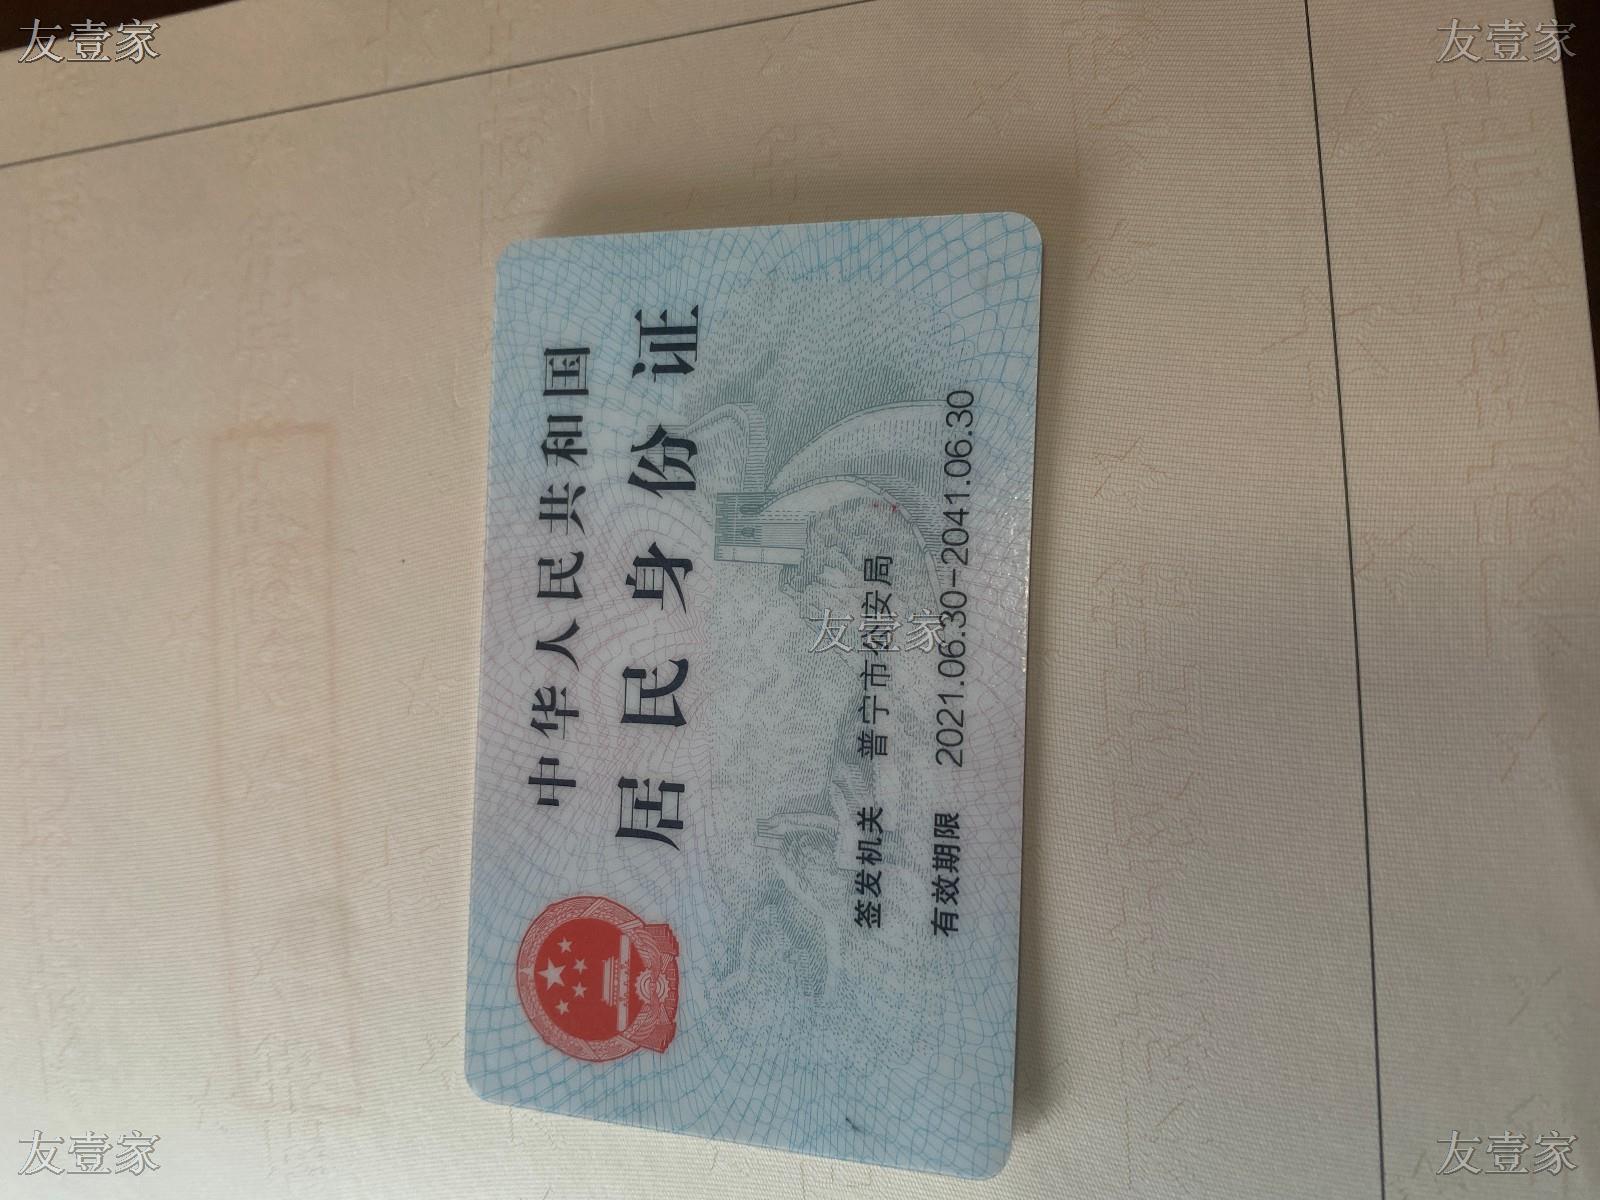 友壹家
友壹家
中华人民共和国
居民身份证
签发机关 普宁市公安局
有效期限 2021.06.30-2041.06.30
友壹家
友壹家
友壹家